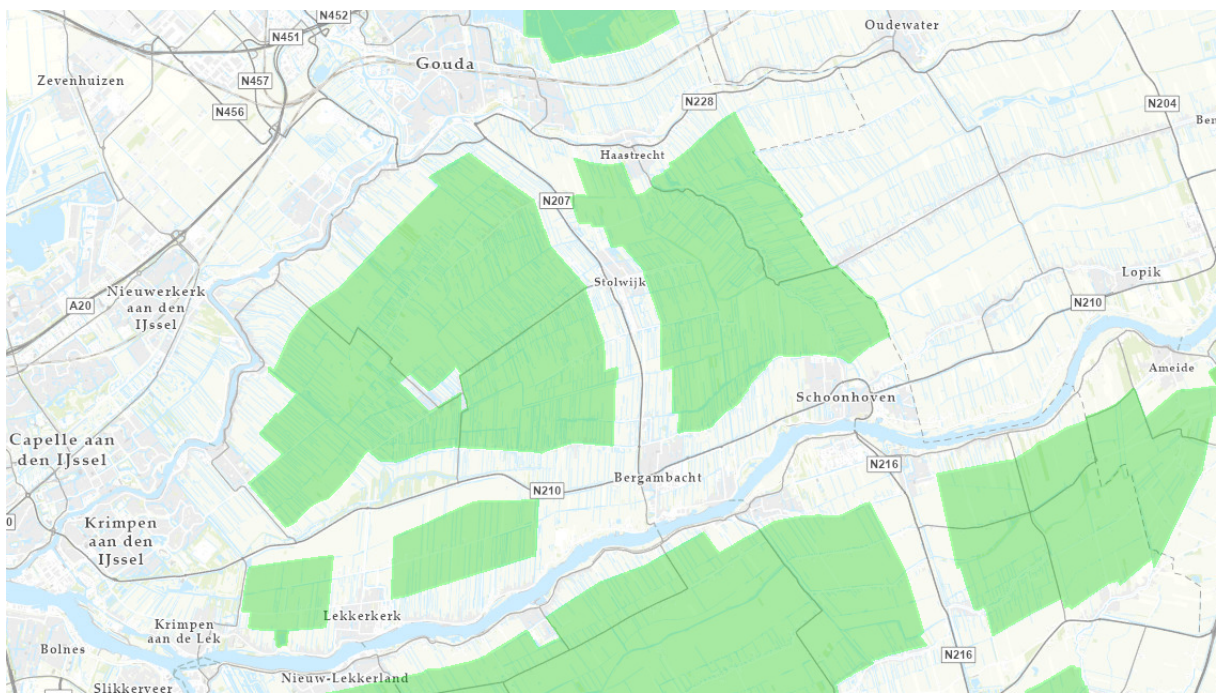 N452
N451
Oudewater
Gouda
Zevenhuizen
N457
N228
N204
N456
Haastrecht
N207
Stolwijk
Lopik
Nieuwerkerk
aan den
IJssel
A20
N210
Ameide
Schoonhoven
Capelle aan
den IJssel
N216
Bergambacht
N210
Krimpen
aan den
IJssel
Lekkerkerk
Krimpen
aan de Lek
Bolnes
N216
Nieuw-Lekkerland
Slikkerveer